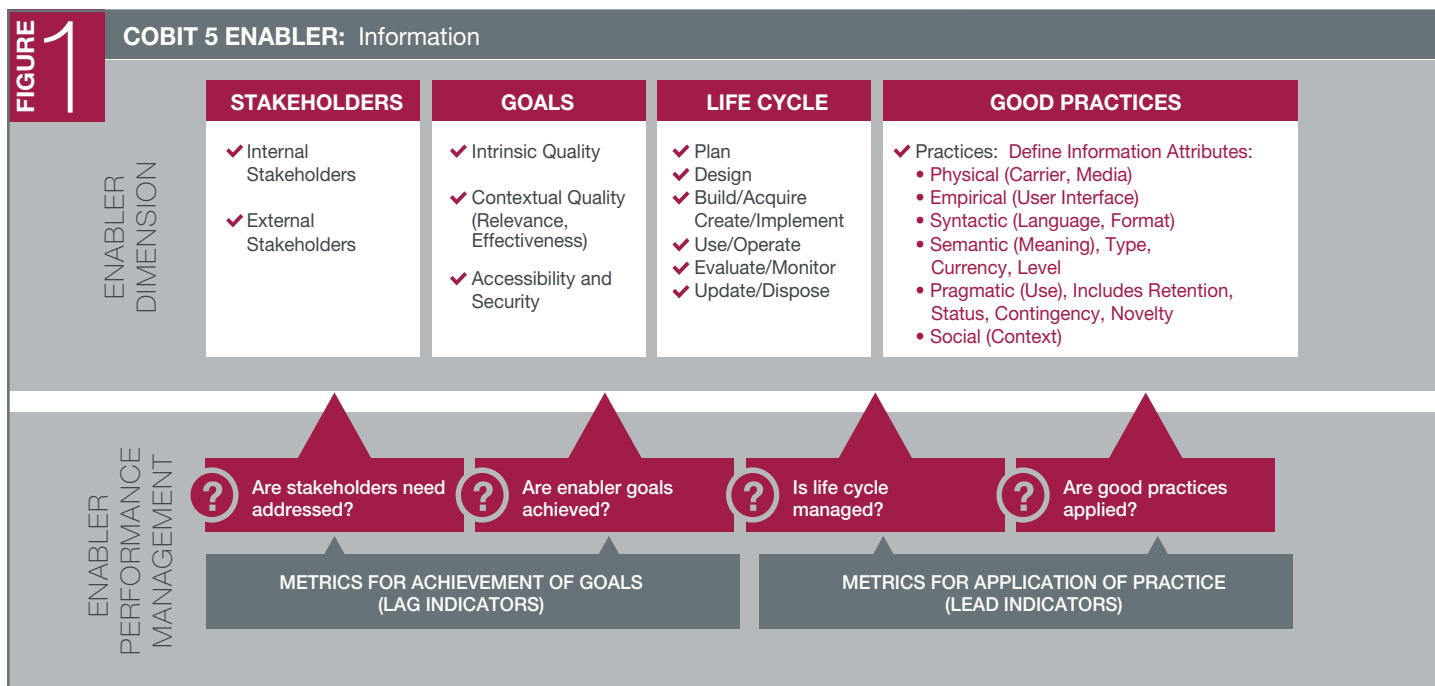 FIGURE 1
COBIT 5 ENABLER: Information
ENABLER
DIMENSION
STAKEHOLDERS
✔ Internal
Stakeholders
✔ External
Stakeholders
GOALS
✔ Intrinsic Quality
✔ Contextual Quality
(Relevance,
Effectiveness)
✔ Accessibility and
Security
LIFE CYCLE
✔ Plan
✔ Design
✔ Build/Acquire
Create/Implement
✔ Use/Operate
✔ Evaluate/Monitor
✔ Update/Dispose
GOOD PRACTICES
✔ Practices: Define Information Attributes:
• Physical (Carrier, Media)
• Empirical (User Interface)
• Syntactic (Language, Format)
• Semantic (Meaning), Type,
Currency, Level
• Pragmatic (Use), Includes Retention,
Status, Contingency, Novelty
• Social (Context)
ENABLER
PERFORMANCE
MANAGEMENT
? Are stakeholders need
addressed?
? Are enabler goals
achieved?
? Is life cycle
managed?
? Are good practices
applied?
METRICS FOR ACHIEVEMENT OF GOALS
(LAG INDICATORS)
METRICS FOR APPLICATION OF PRACTICE
(LEAD INDICATORS)